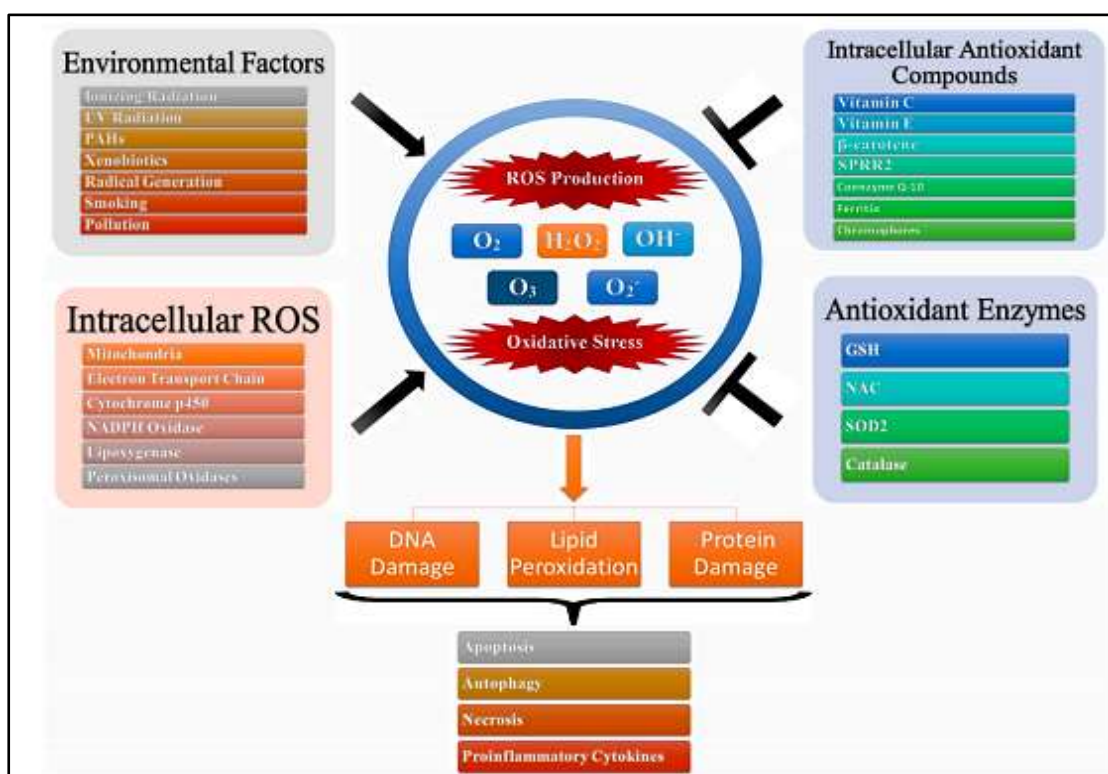 Environmental Factors
Ionizing Radiation
UV Radiation
PAHs
Xenobiotics
Radical Generation
Smoking
Pollution
Intracellular ROS
Mitochondria
Electron Transport Chain
Cytochrome p450
NADPH Oxidase
Lipoxygenase
Peroxisomal Oxidases
ROS Production
O₂ H₂O₂ OH⁻
O₃ O₂⁻
Oxidative Stress
Intracellular Antioxidant
Compounds
Vitamin C
Vitamin E
β-carotene
SPRR2
Coenzyme Q-10
Ferritin
Chromophores
Antioxidant Enzymes
GSH
NAC
SOD2
Catalase
DNA
Damage
Lipid
Peroxidation
Protein
Damage
Apoptosis
Autophagy
Necrosis
Proinflammatory Cytokines